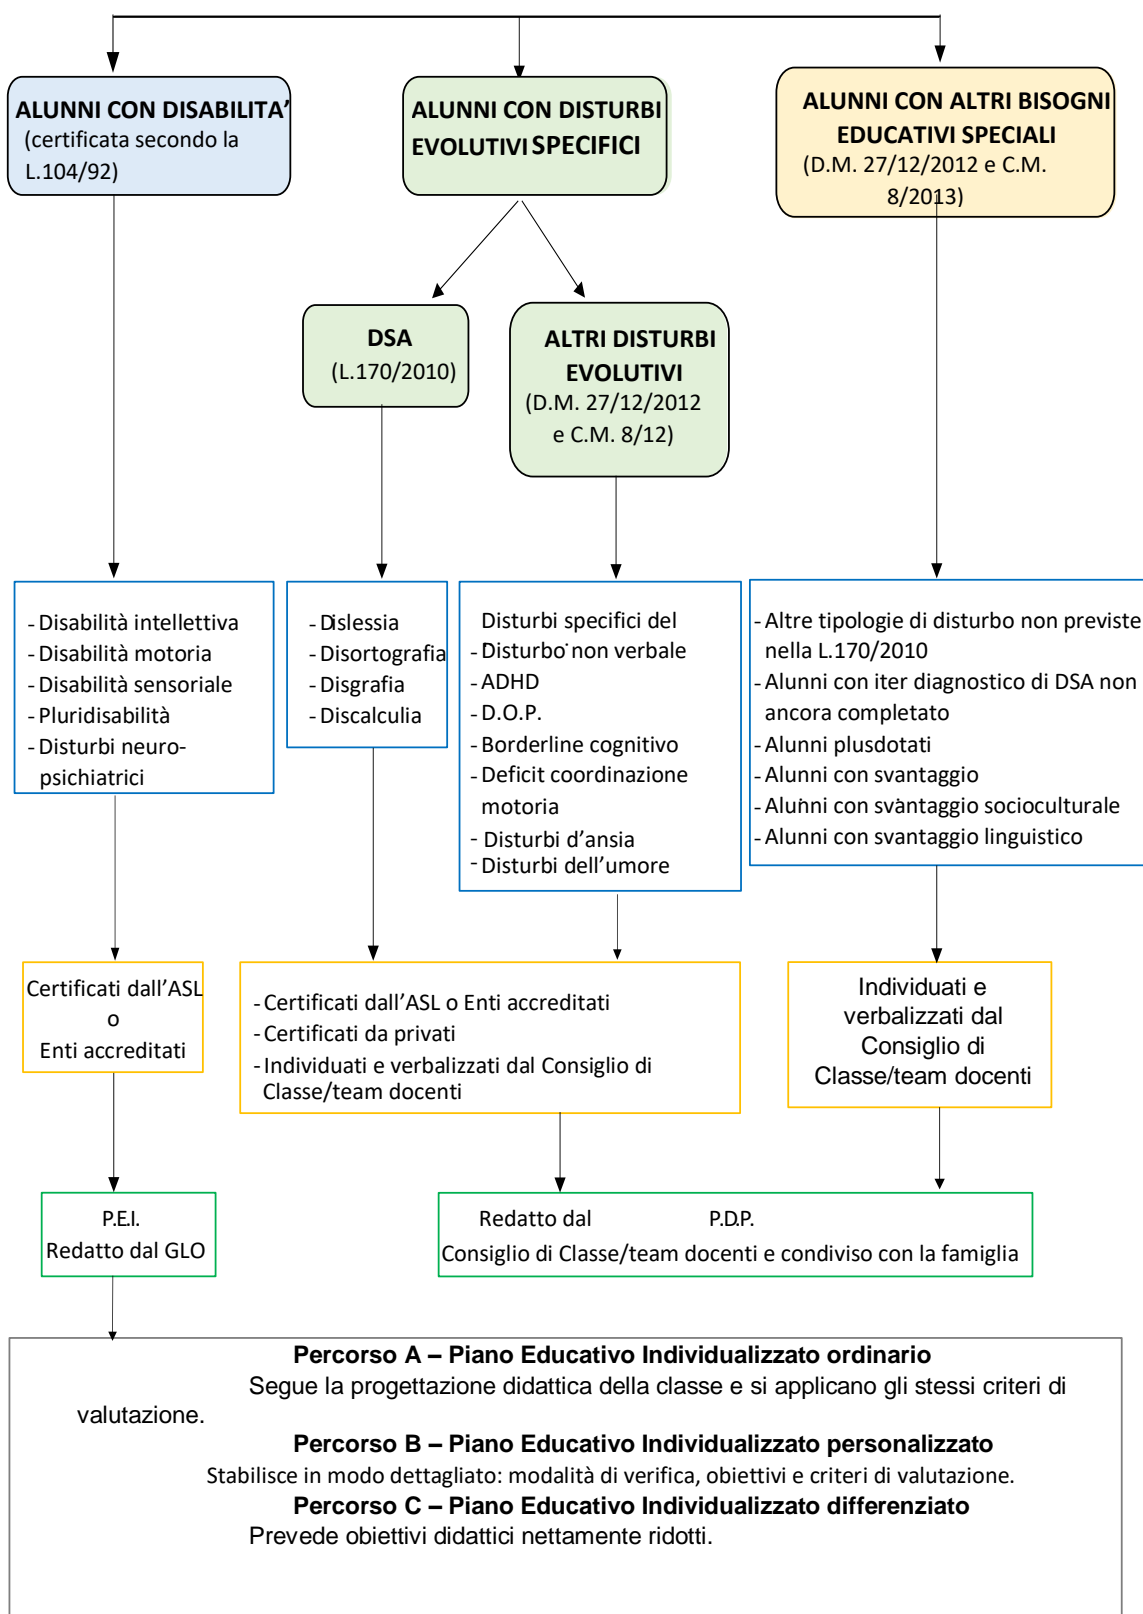 ALUNNI CON DISABILITA’
(certificata secondo la
L.104/92)
ALUNNI CON DISTURBI
EVOLUTIVI SPECIFICI
ALUNNI CON ALTRI BISOGNI
EDUCATIVI SPECIALI
(D.M. 27/12/2012 e C.M.
8/2013)
DSA
(L.170/2010)
ALTRI DISTURBI
EVOLUTIVI
(D.M. 27/12/2012
e C.M. 8/12)
- Disabilità intellettiva
- Disabilità motoria
- Disabilità sensoriale
- Pluridisabilità
- Disturbi neuro-
psichiatrici
- Dislessia
- Disortografia
- Disgrafia
- Discalculia
Disturbi specifici del
- Disturbo non verbale
- ADHD
- D.O.P.
- Borderline cognitivo
- Deficit coordinazione
motoria
- Disturbi d’ansia
- Disturbi dell’umore
- Altre tipologie di disturbo non previste
nella L.170/2010
- Alunni con iter diagnostico di DSA non
ancora completato
- Alunni plusdotati
- Alunni con svantaggio
- Alunni con svantaggio socioculturale
- Alunni con svantaggio linguistico
Certificati dall’ASL
o
Enti accreditati
- Certificati dall’ASL o Enti accreditati
- Certificati da privati
- Individuati e verbalizzati dal Consiglio di
Classe/team docenti
Individuati e
verbalizzati dal
Consiglio di
Classe/team docenti
P.E.I.
Redatto dal GLO
Redatto dal P.D.P.
Consiglio di Classe/team docenti e condiviso con la famiglia
Percorso A – Piano Educativo Individualizzato ordinario
Segue la progettazione didattica della classe e si applicano gli stessi criteri di
valutazione.
Percorso B – Piano Educativo Individualizzato personalizzato
Stabilisce in modo dettagliato: modalità di verifica, obiettivi e criteri di valutazione.
Percorso C – Piano Educativo Individualizzato differenziato
Prevede obiettivi didattici nettamente ridotti.